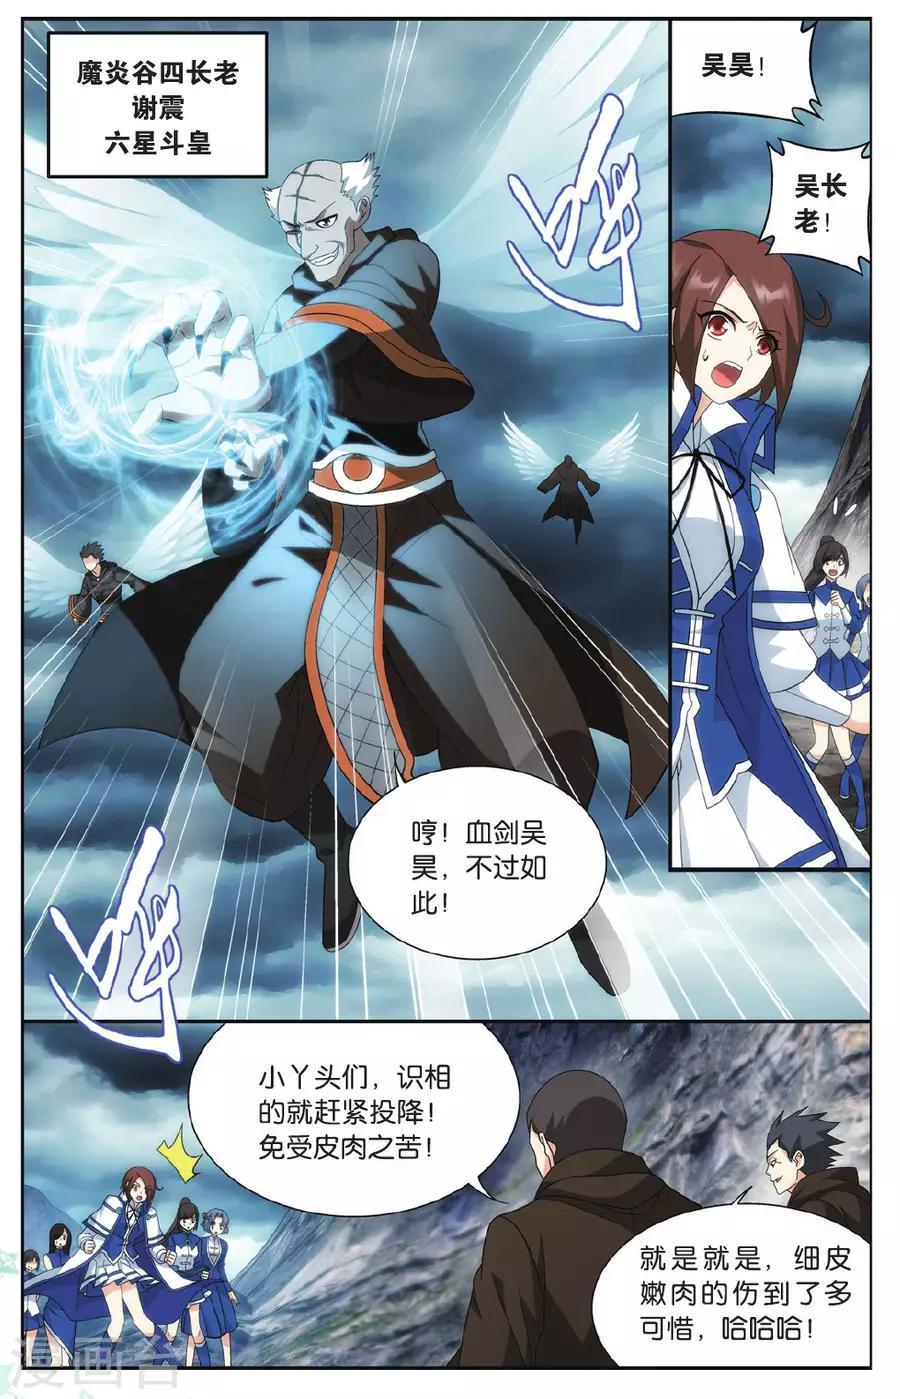 魔炎谷四长老
谢震
六星斗皇
吴昊！
吴长
老！
哼！血剑吴
昊，不过如
此！
小丫头们，识相
的就赶紧投降！
免受皮肉之苦！
就是就是，细皮
嫩肉的伤到了多
可惜，哈哈哈！
漫画台